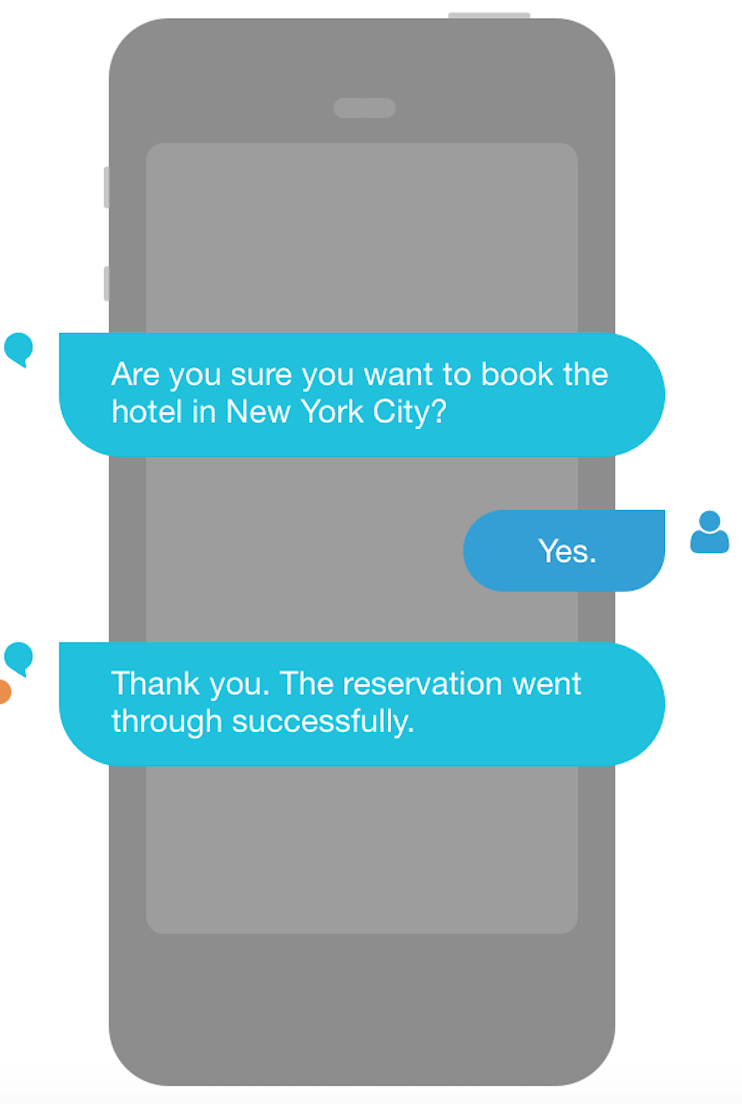 Are you sure you want to book the
hotel in New York City?
Yes.
Thank you. The reservation went
through successfully.